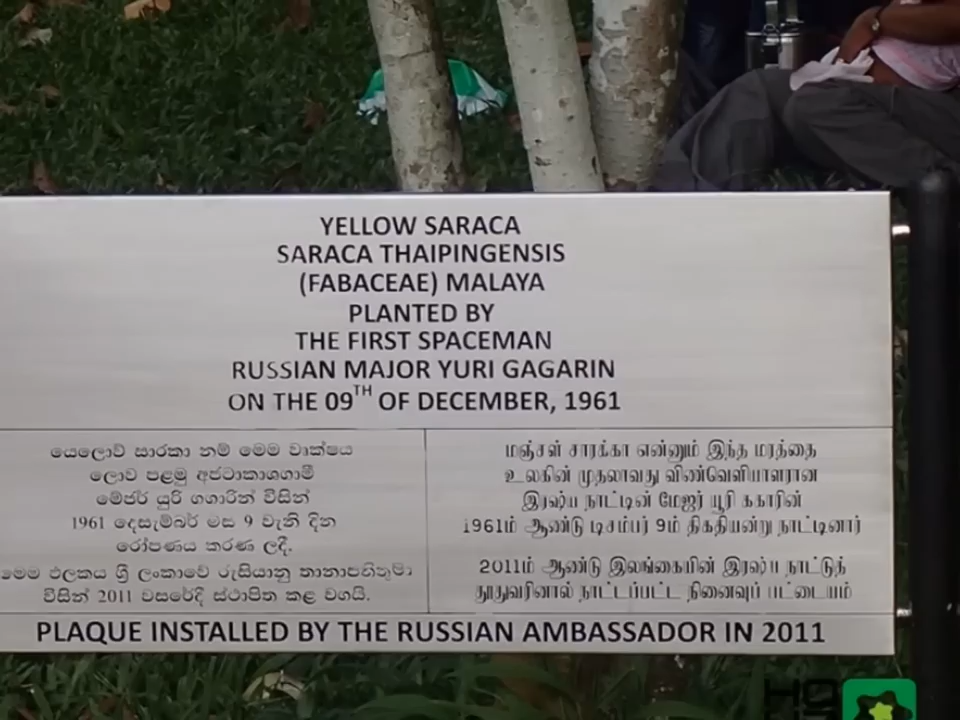 YELLOW SARACA
SARACA THAIPINGENSIS
(FABACEAE) MALAYA
PLANTED BY
THE FIRST SPACEMAN
RUSSIAN MAJOR YURI GAGARIN
ON THE 09TH OF DECEMBER, 1961
යෙලොව් සාරකා නම් මෙම වෘක්ෂය
ලොව පළමු අජටාකාශගාමී
මේජර් යුරි ගගාරින් විසින්
1961 දෙසැම්බර් මස 9 වැනි දින
රෝපණය කරණ ලදී.
මෙම ඵලකය ශ්‍රී ලංකාවේ රුසියානු තානාපතිතුමා
විසින් 2011 වසරේදී ස්ථාපිත කළ වගයි.
மஞ்சள் சாரக்கா என்னும் இந்த மரத்தை
உலகின் முதலாவது விண்வெளியாளரான
இரஷ்ய நாட்டின் மேஜர் யூரி ககாரின்
1961ம் ஆண்டு டிசம்பர் 9ம் திகதியன்று நாட்டினார்
2011ம் ஆண்டு இலங்கையின் இரஷ்ய நாட்டுத்
தூதுவரினால் நாட்டப்பட்ட நினைவுப் பட்டையம்
PLAQUE INSTALLED BY THE RUSSIAN AMBASSADOR IN 2011
HQ